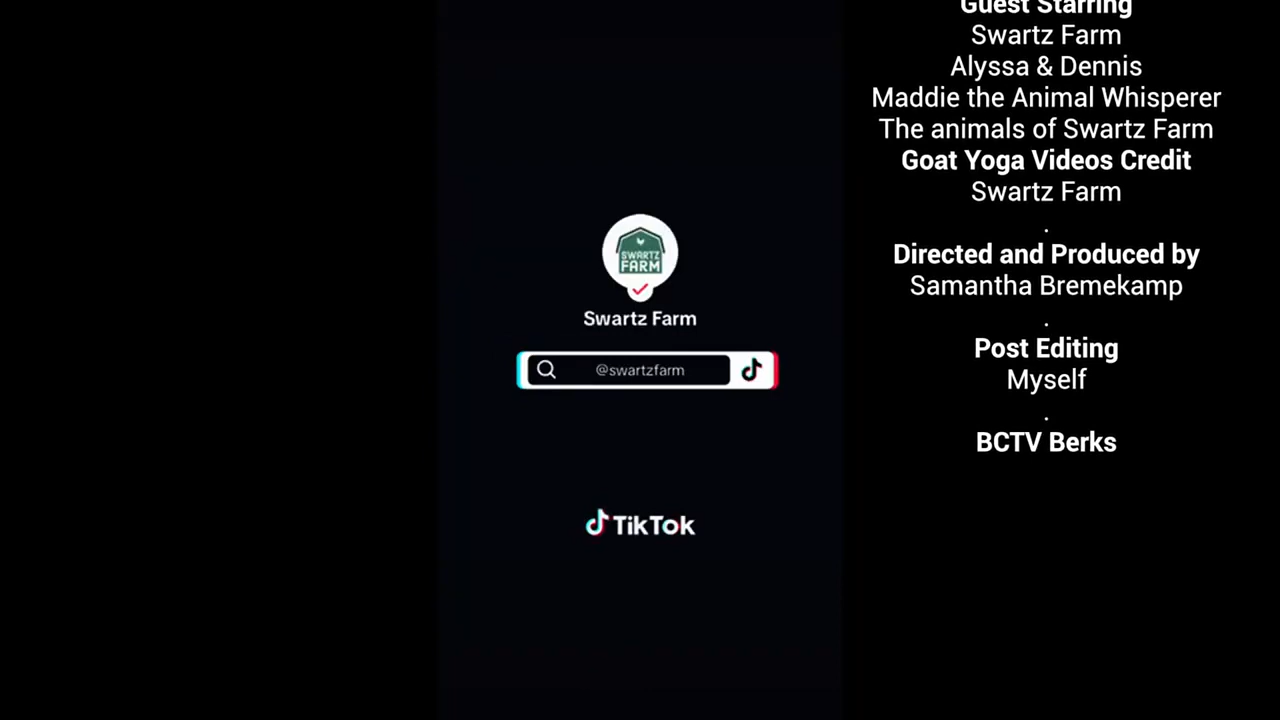 SWARTZ
FARM
Swartz Farm
@swartzfarm
TikTok
Guest Starring
Swartz Farm
Alyssa & Dennis
Maddie the Animal Whisperer
The animals of Swartz Farm
Goat Yoga Videos Credit
Swartz Farm
.
Directed and Produced by
Samantha Bremekamp
.
Post Editing
Myself
.
BCTV Berks